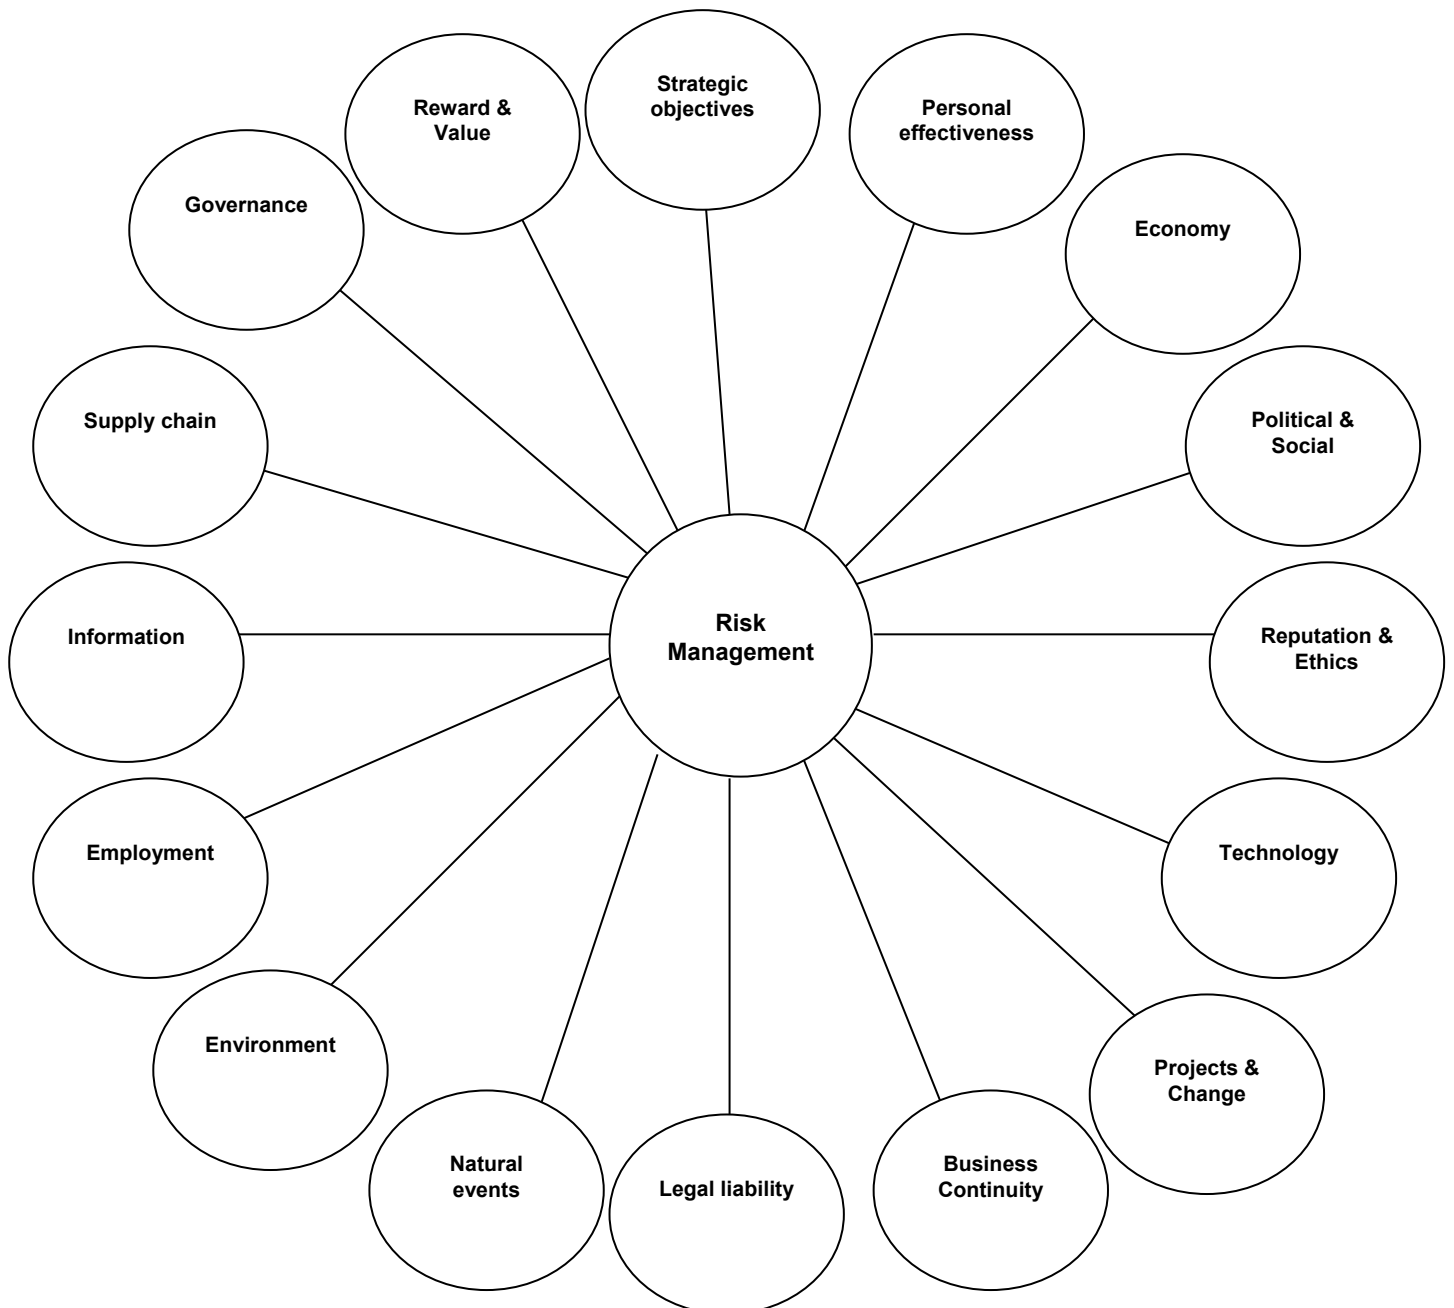 Strategic
objectives
Reward &
Value
Personal
effectiveness
Governance
Economy
Supply chain
Political &
Social
Risk
Management
Information
Reputation &
Ethics
Employment
Technology
Environment
Projects &
Change
Natural
events
Legal liability
Business
Continuity